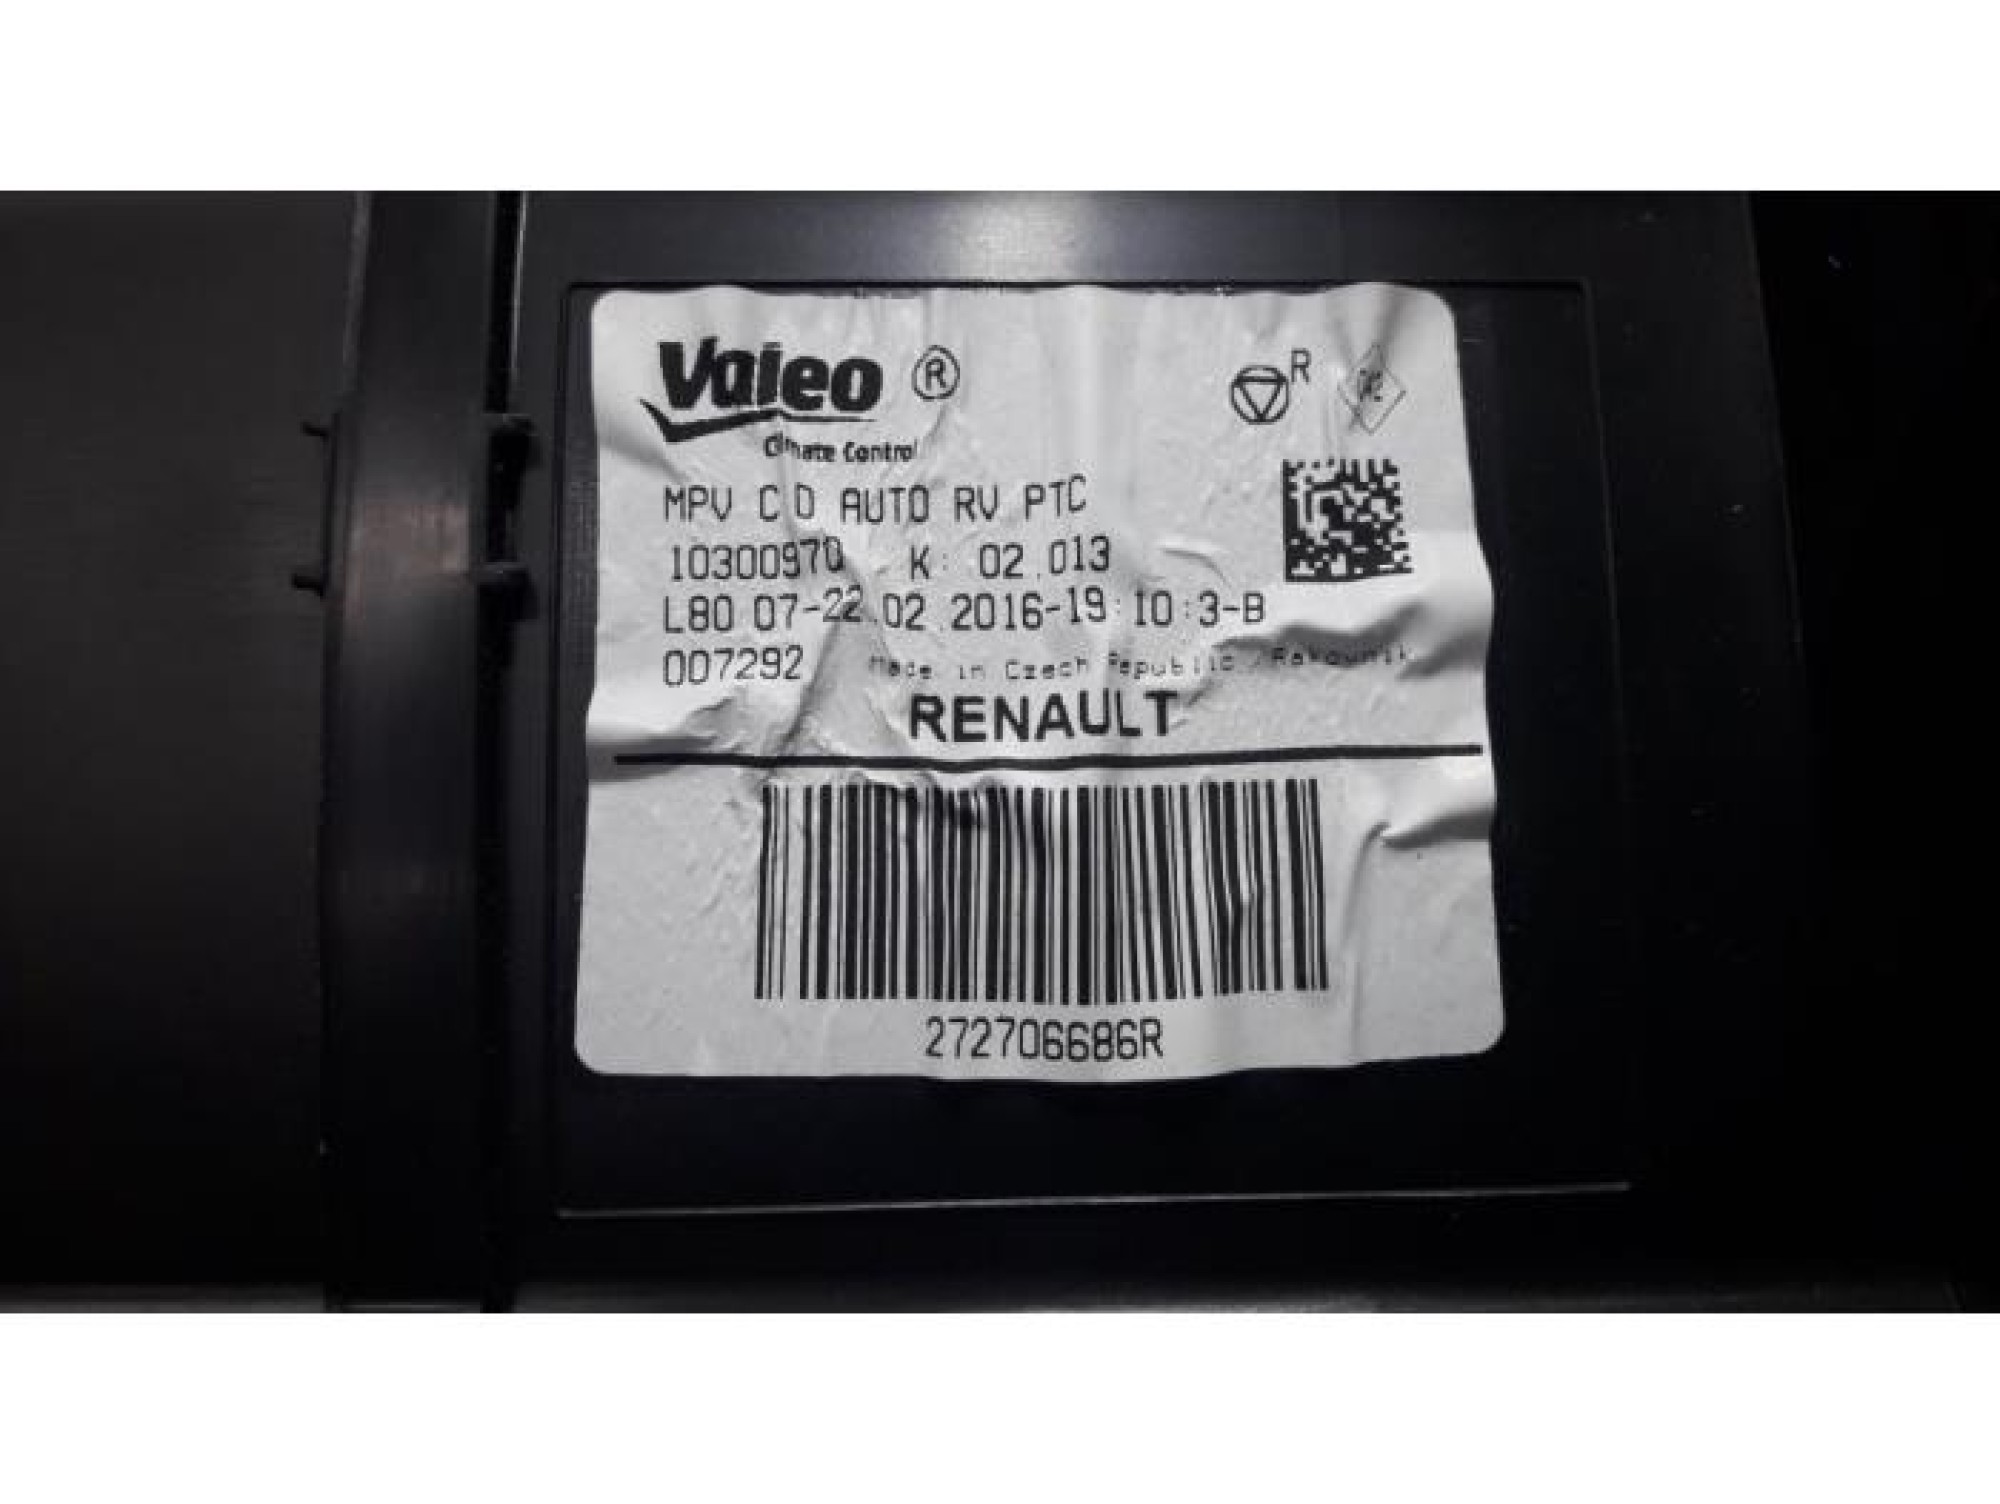 Valeo ®
Climate Control
R
MPV C D AUTO RV PTC
10300970 K: 02.013
L80 07-22.02.2016-19:10:3-B
007292 Made in Czech Republic / Rakovnik
RENAULT
272706686R